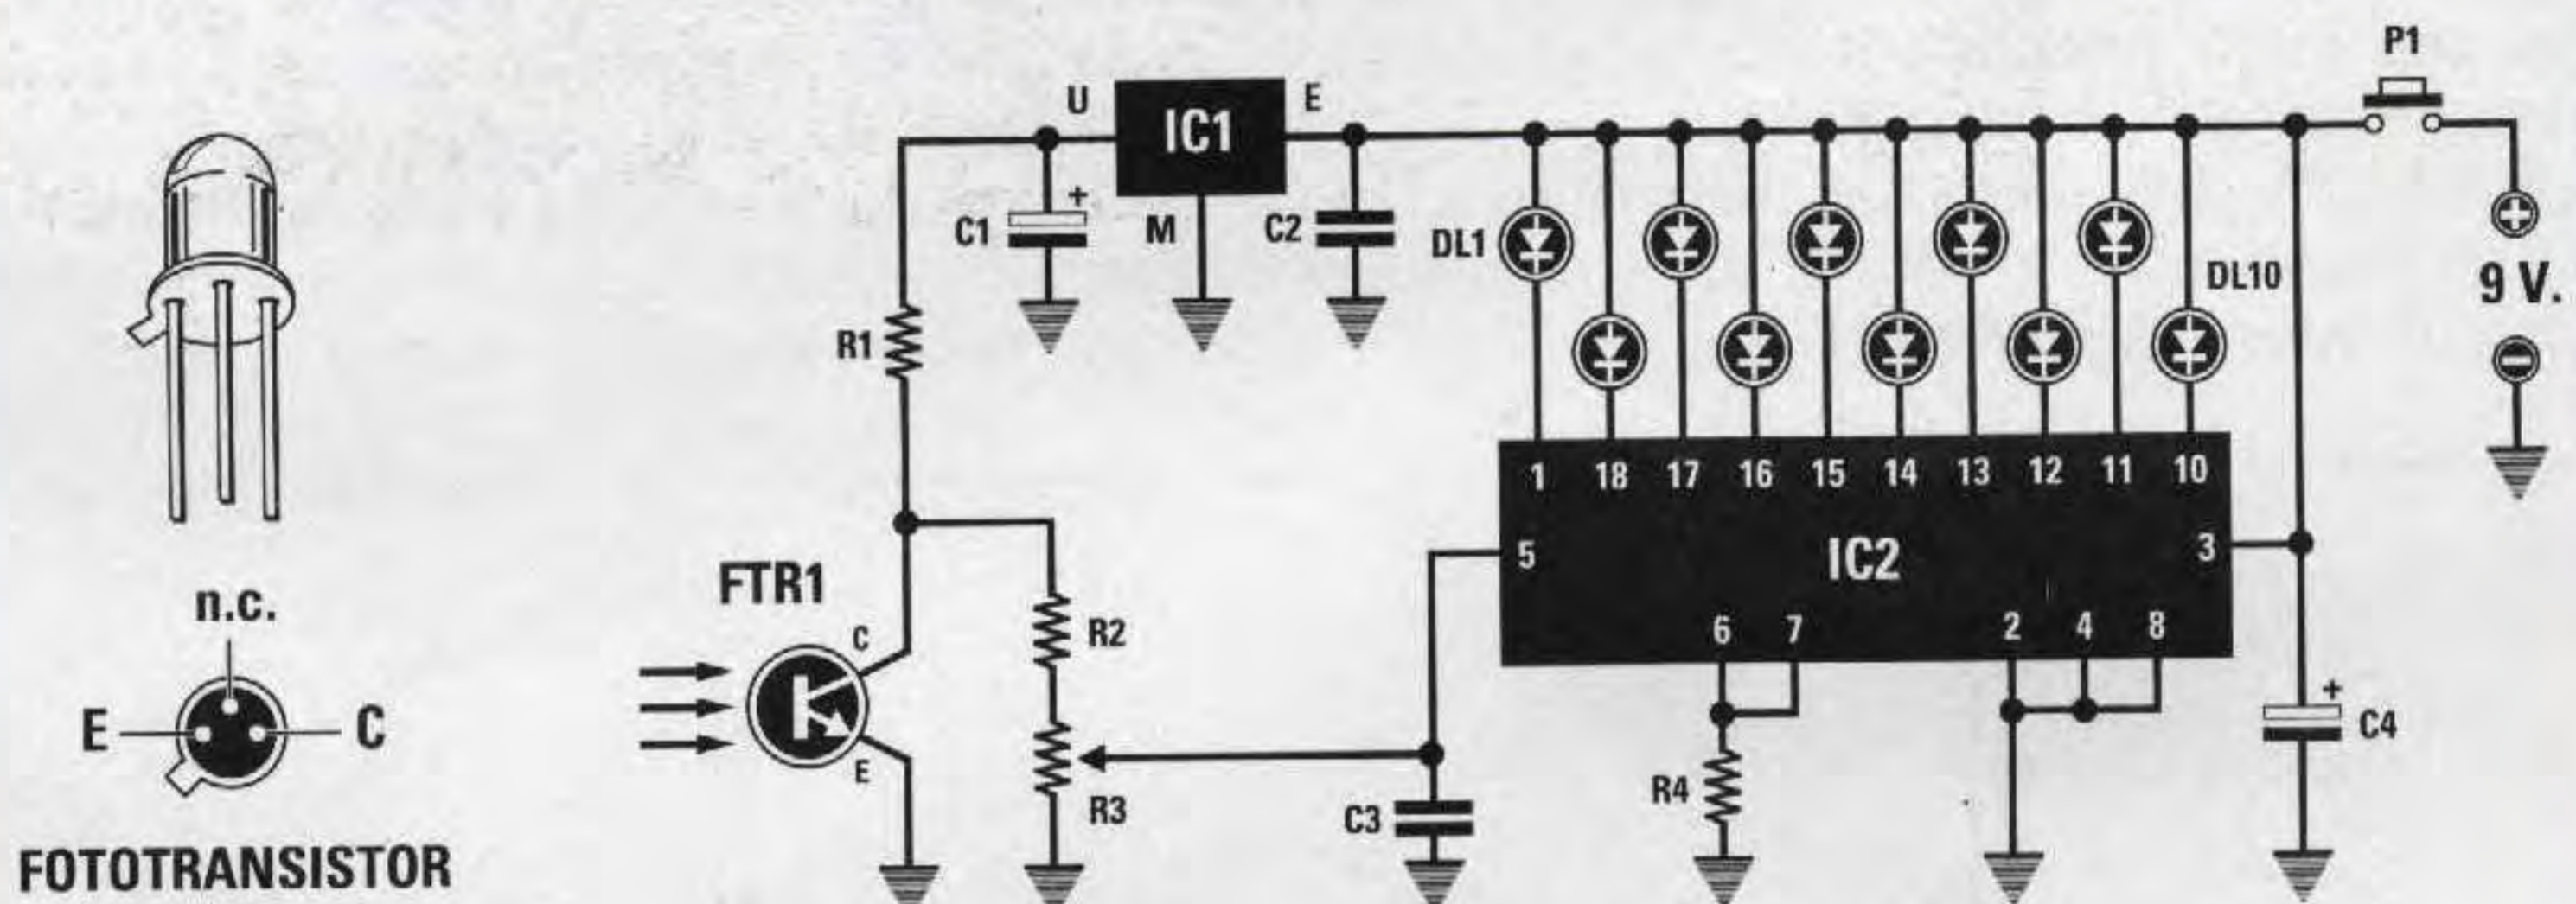 P1
U
IC1
E
C1
+
M
C2
DL1
DL10
+
9 V.
−
R1
1 18 17 16 15 14 13 12 11 10
5
IC2
3
6 7 2 4 8
FTR1
C
E
R2
R3
C3
R4
+
C4
n.c.
E
C
FOTOTRANSISTOR